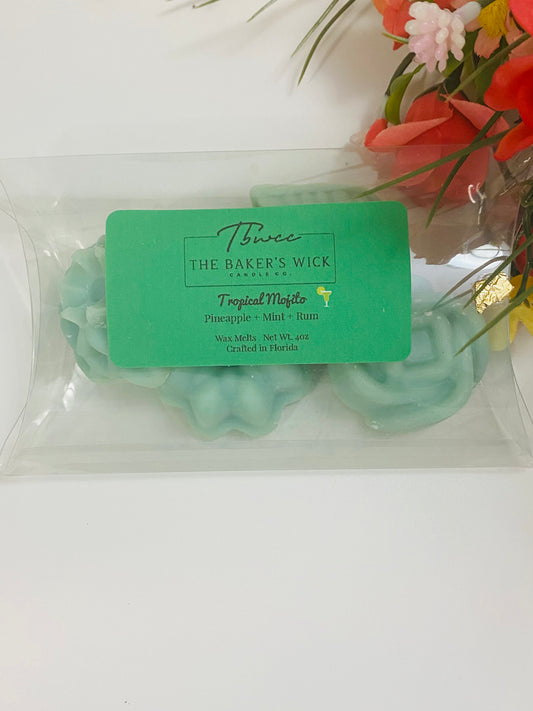 Tbwcc
THE BAKER'S WICK
CANDLE CO.
Tropical Mojito
Pineapple + Mint + Rum
Wax Melts . Net Wt. 4oz
Crafted in Florida